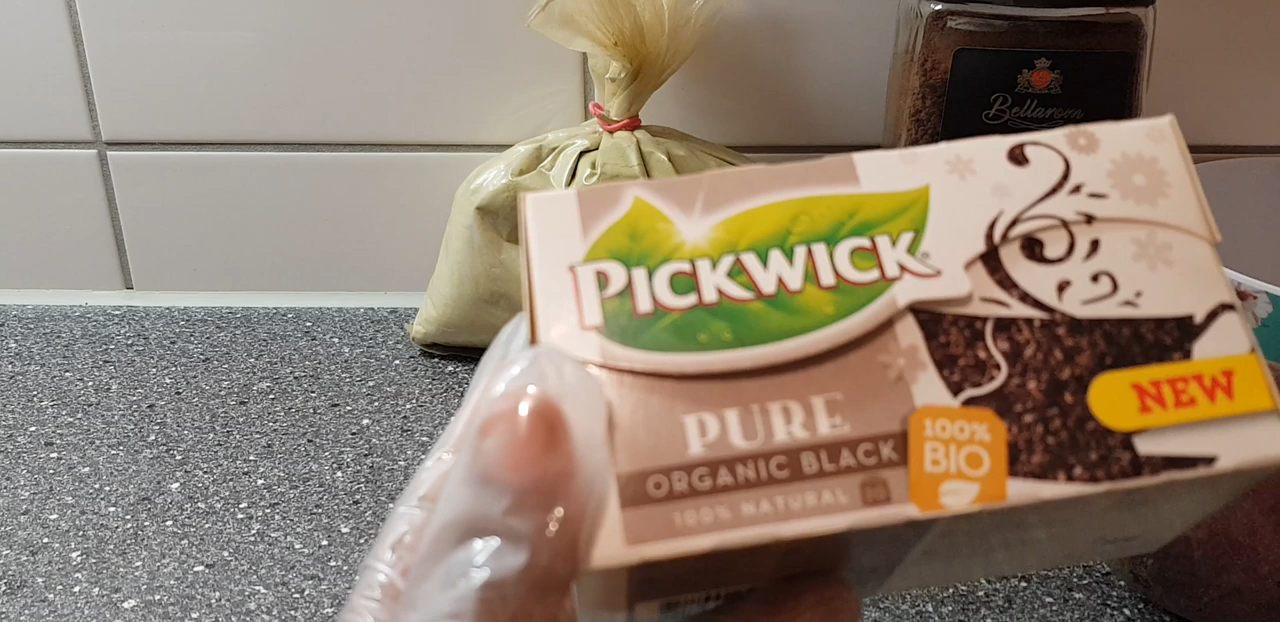 Bellarom
PICKWICK
PURE
ORGANIC BLACK
100% NATURAL
100%
BIO
NEW